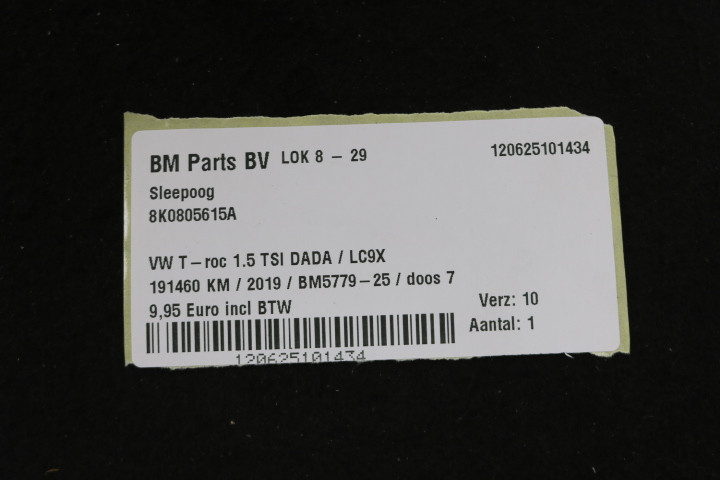 BM Parts BV LOK 8 - 29 120625101434
Sleepoog
8K0805615A
VW T-roc 1.5 TSI DADA / LC9X
191460 KM / 2019 / BM5779-25 / doos 7
9,95 Euro incl BTW Verz: 10
Aantal: 1
120625101434